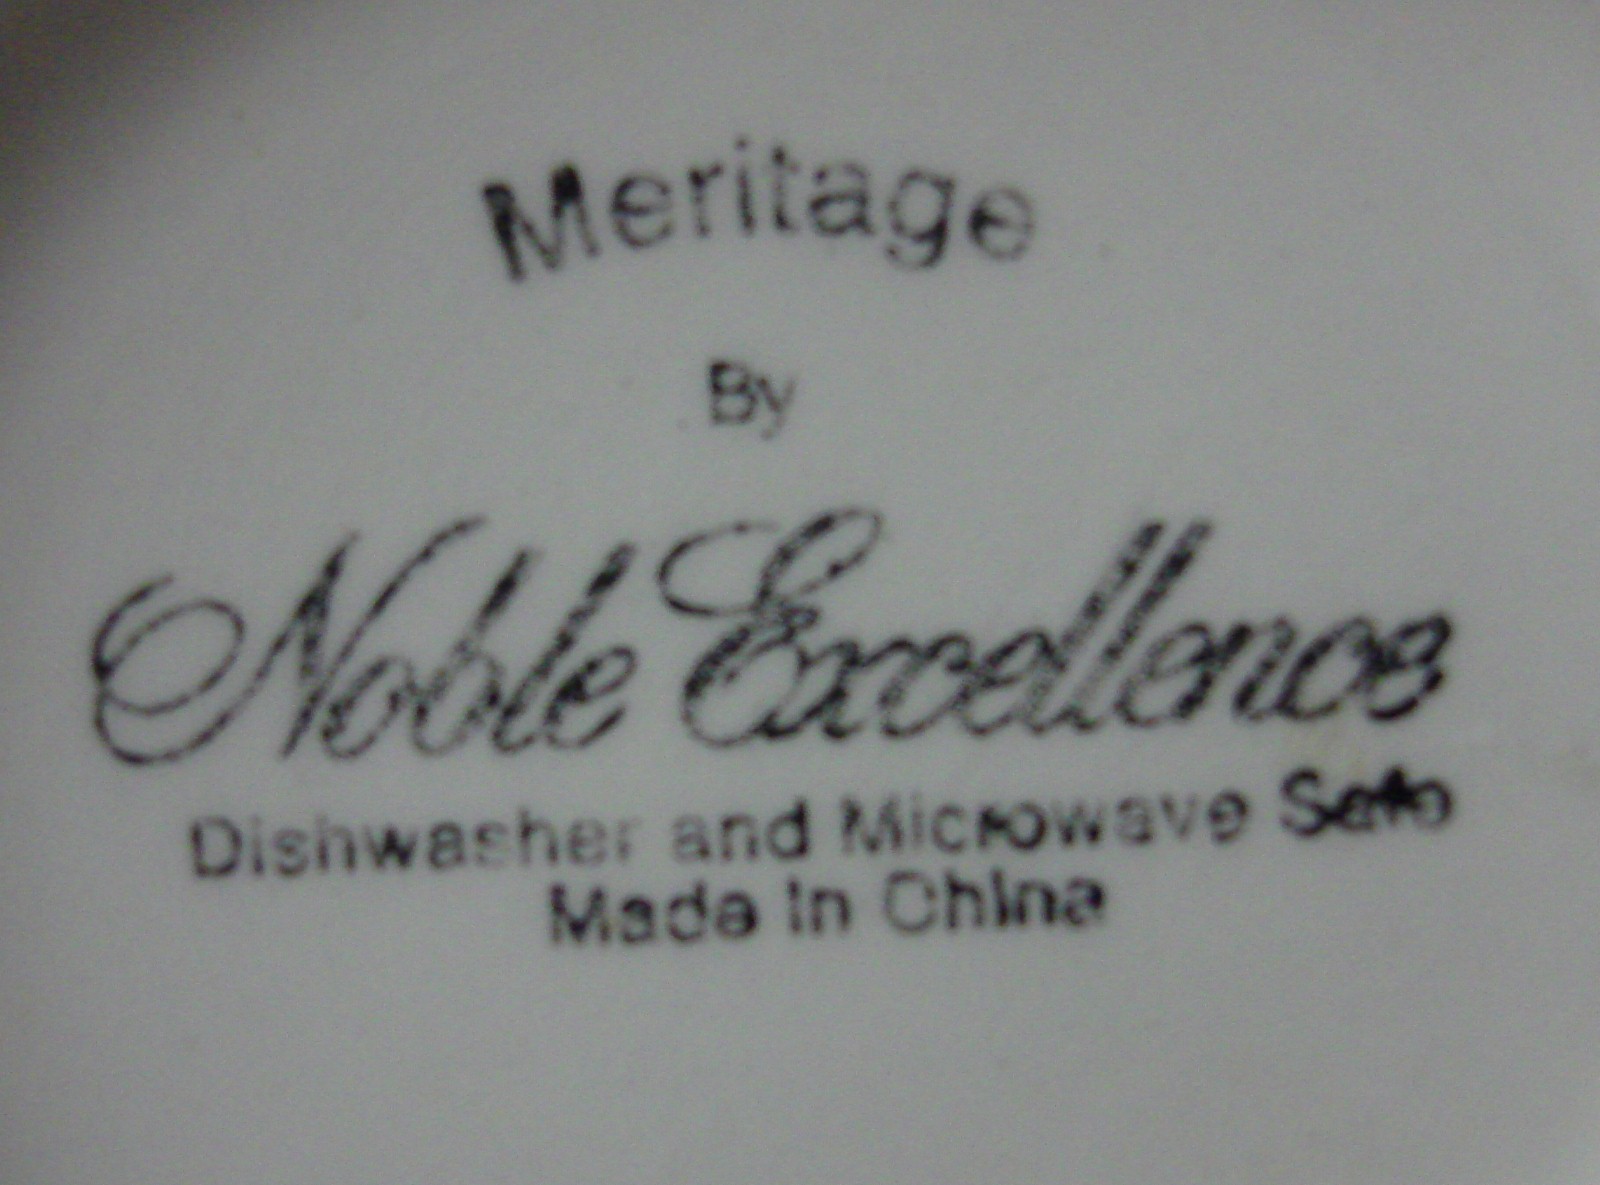 Meritage
By
Noble Excellence
Dishwasher and Microwave Safe
Made in China